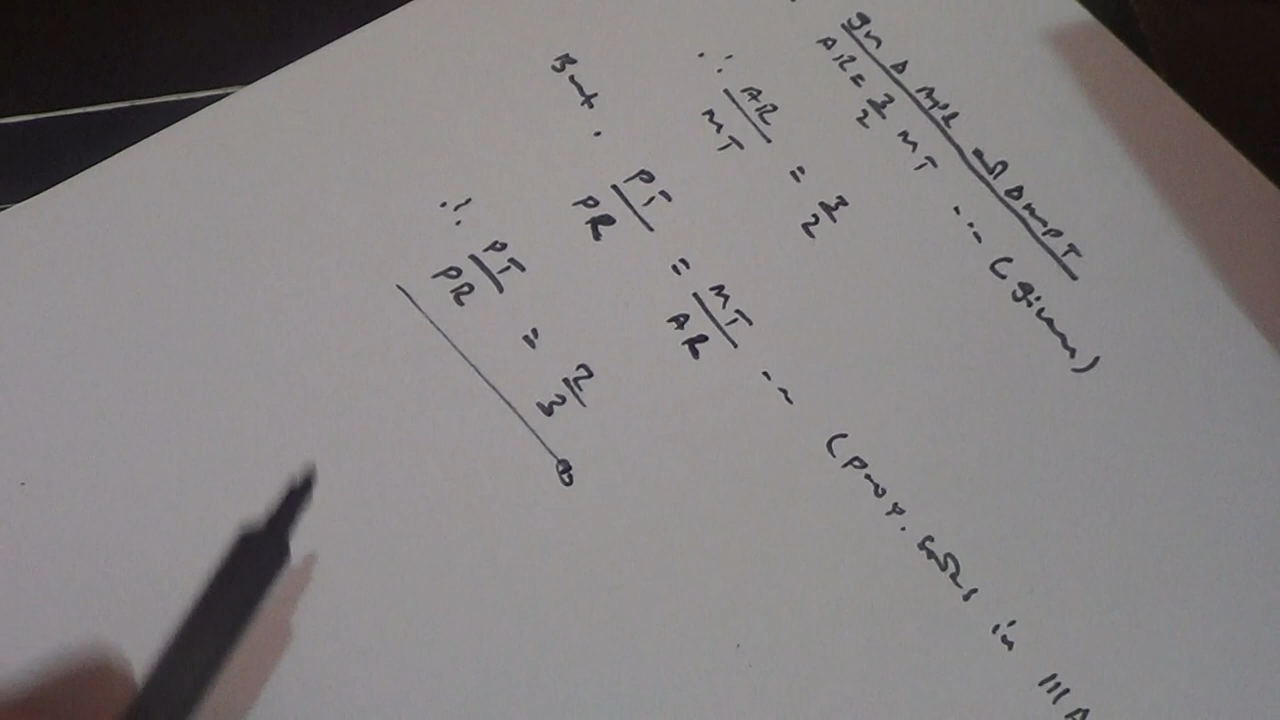 In Δ APR and Δ MPT
AR = 3/2 MT ... (given)
∴ AR/MT = 3/2
But. PT/PR = MT/AR ... (prop. sides in |||Δ
∴ PT/PR = 2/3